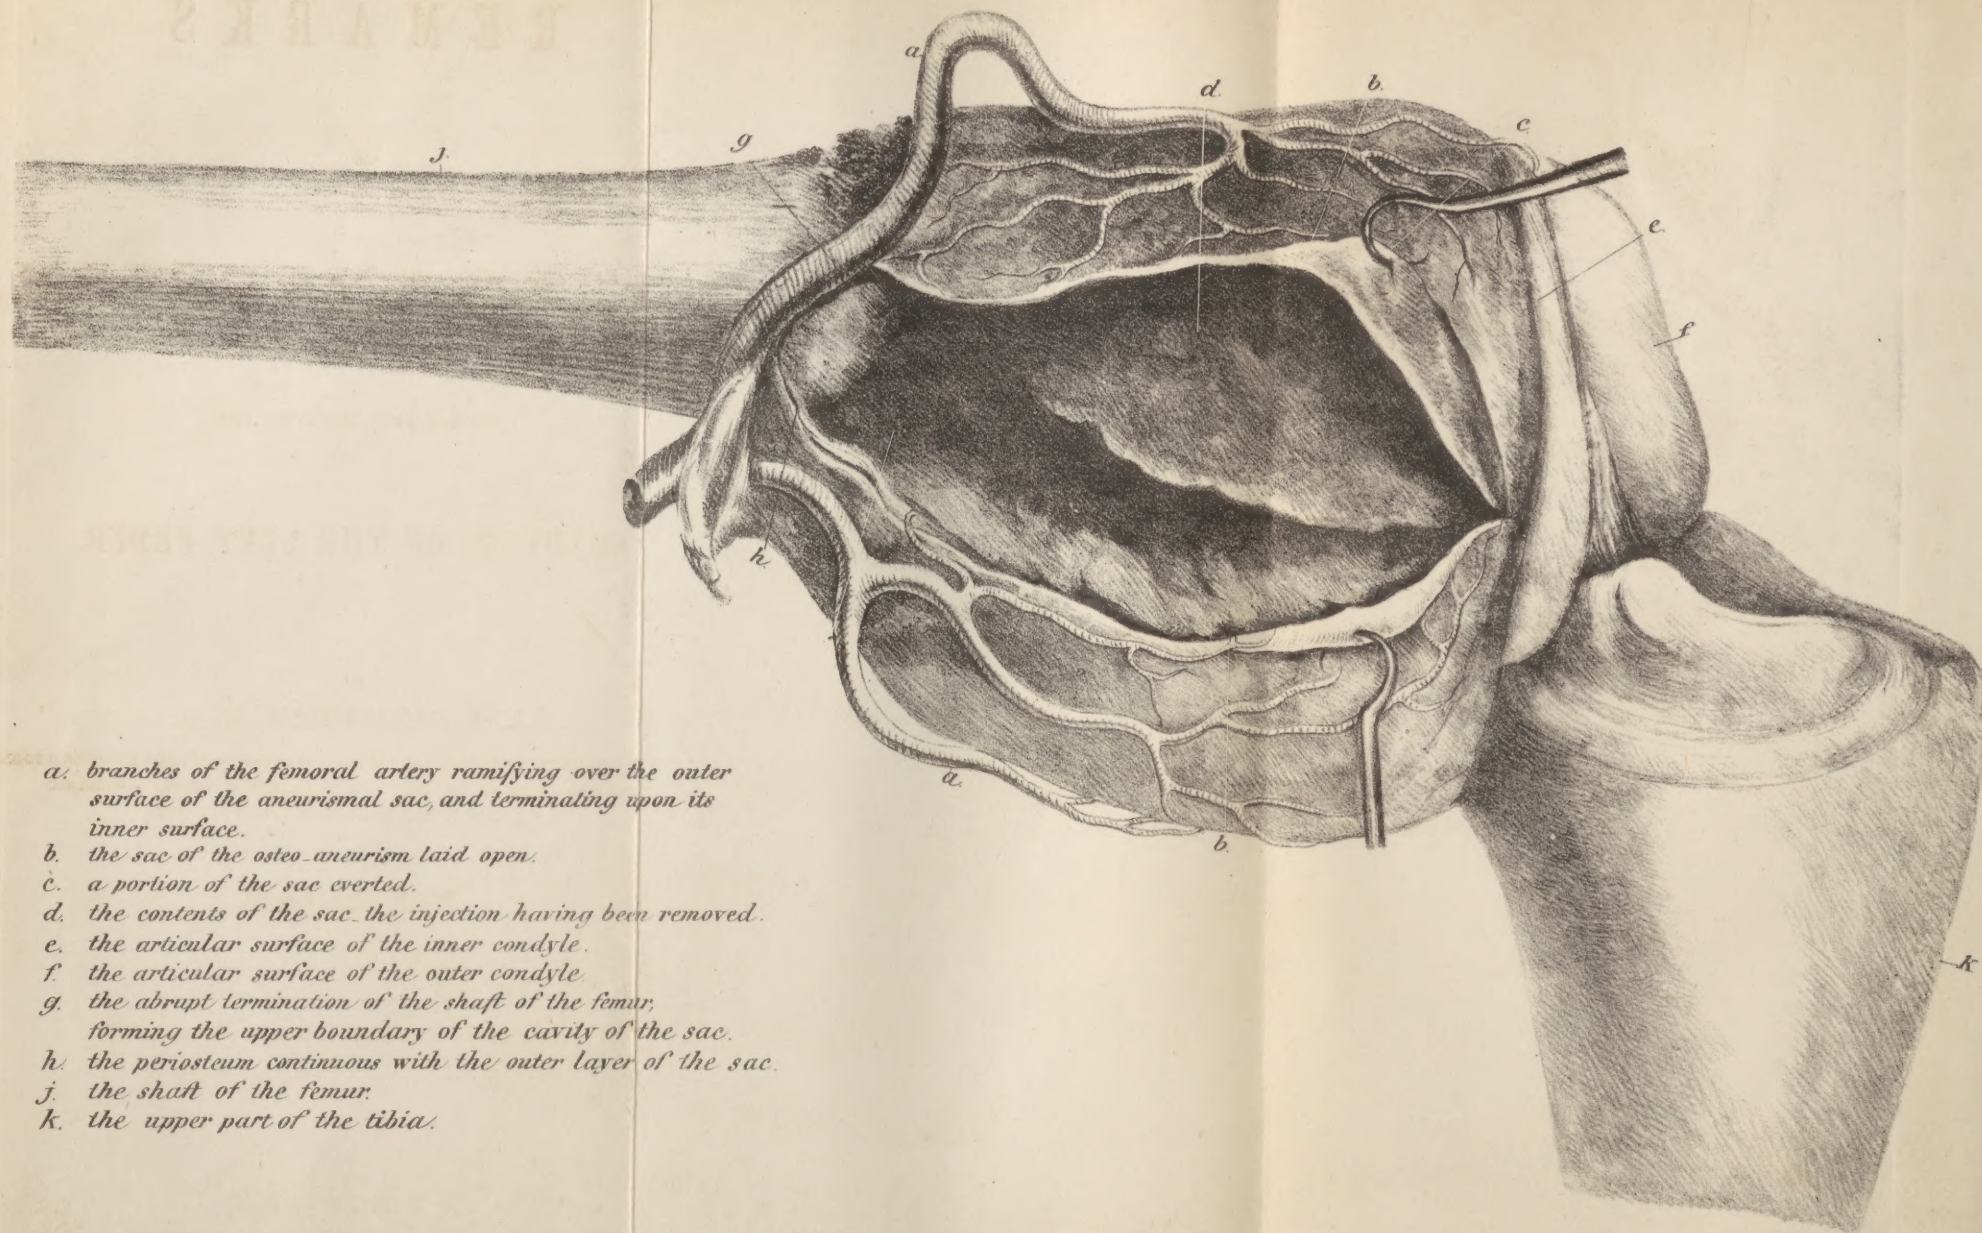 REMARKS
a.
d.
b.
c.
g
j.
e.
f
h.
a.
b.
k
a. branches of the femoral artery ramifying over the outer
surface of the aneurismal sac, and terminating upon its
inner surface.
b. the sac of the osteo-aneurism laid open.
c. a portion of the sac everted.
d. the contents of the sac the injection having been removed.
e. the articular surface of the inner condyle.
f. the articular surface of the outer condyle
g. the abrupt termination of the shaft of the femur,
forming the upper boundary of the cavity of the sac.
h. the periosteum continuous with the outer layer of the sac.
j. the shaft of the femur.
k. the upper part of the tibia.